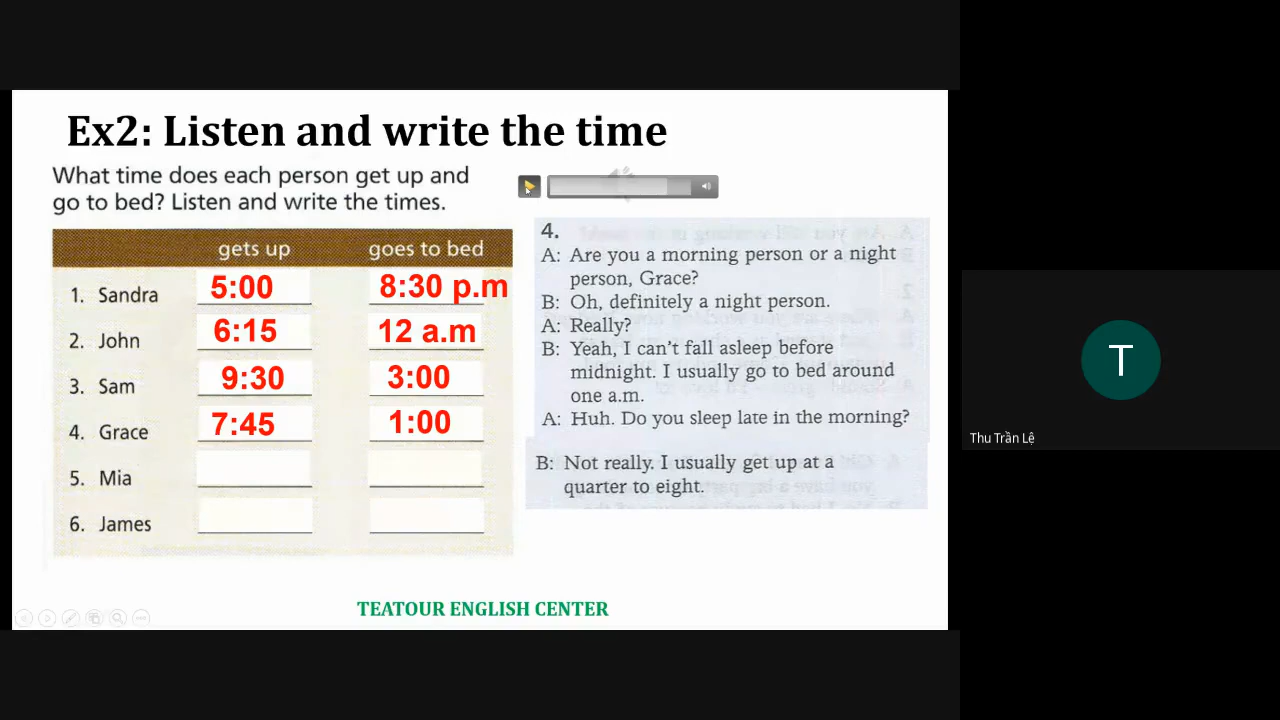 Ex2: Listen and write the time
What time does each person get up and
go to bed? Listen and write the times.
gets up goes to bed
1. Sandra 5:00 8:30 p.m
2. John 6:15 12 a.m
3. Sam 9:30 3:00
4. Grace 7:45 1:00
5. Mia
6. James
4.
A: Are you a morning person or a night
person, Grace?
B: Oh, definitely a night person.
A: Really?
B: Yeah, I can't fall asleep before
midnight. I usually go to bed around
one a.m.
A: Huh. Do you sleep late in the morning?
B: Not really. I usually get up at a
quarter to eight.
TEATOUR ENGLISH CENTER
T
Thu Trần Lệ